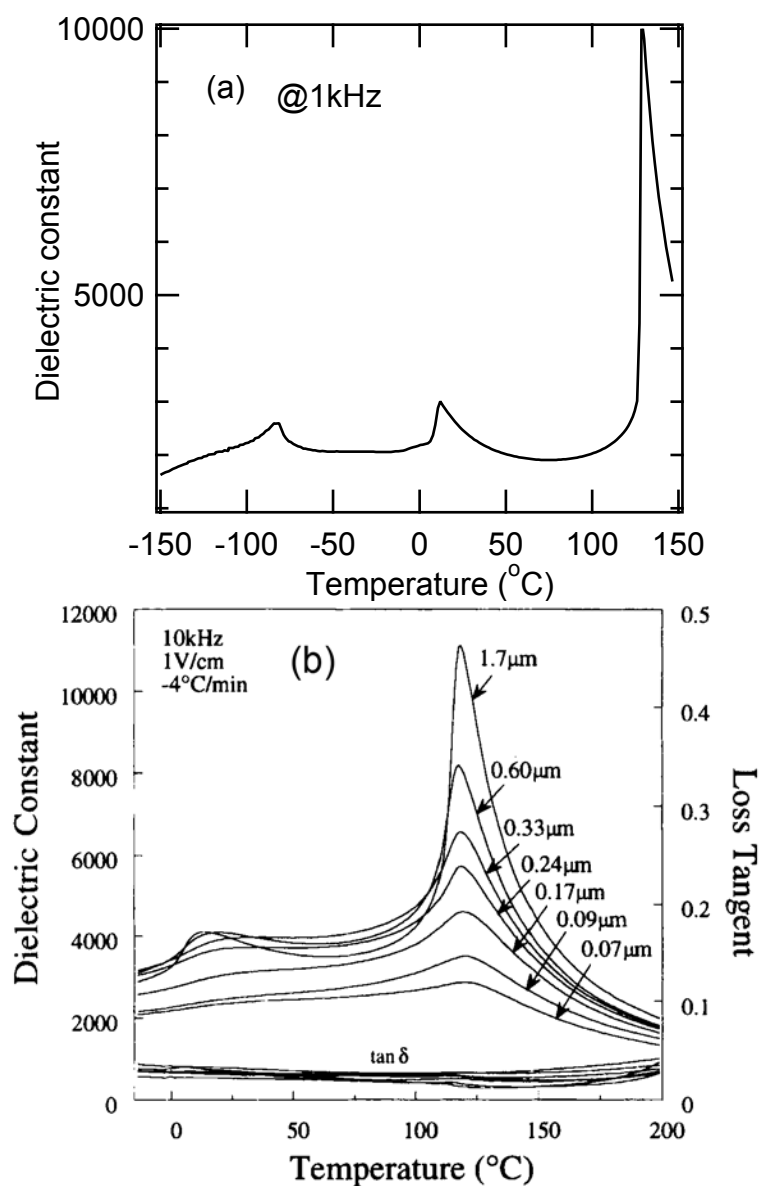 10000
(a) @1kHz
Dielectric constant
5000
-150 -100 -50 0 50 100 150
Temperature (°C)
12000
0.5
10kHz
1V/cm
-4°C/min
(b)
1.7µm
10000
0.4
0.60µm
8000
0.33µm
0.3
0.24µm
6000
0.17µm
0.09µm
0.2
4000
0.07µm
Dielectric Constant
Loss Tangent
2000
0.1
tan δ
0
0
0 50 100 150 200
Temperature (°C)